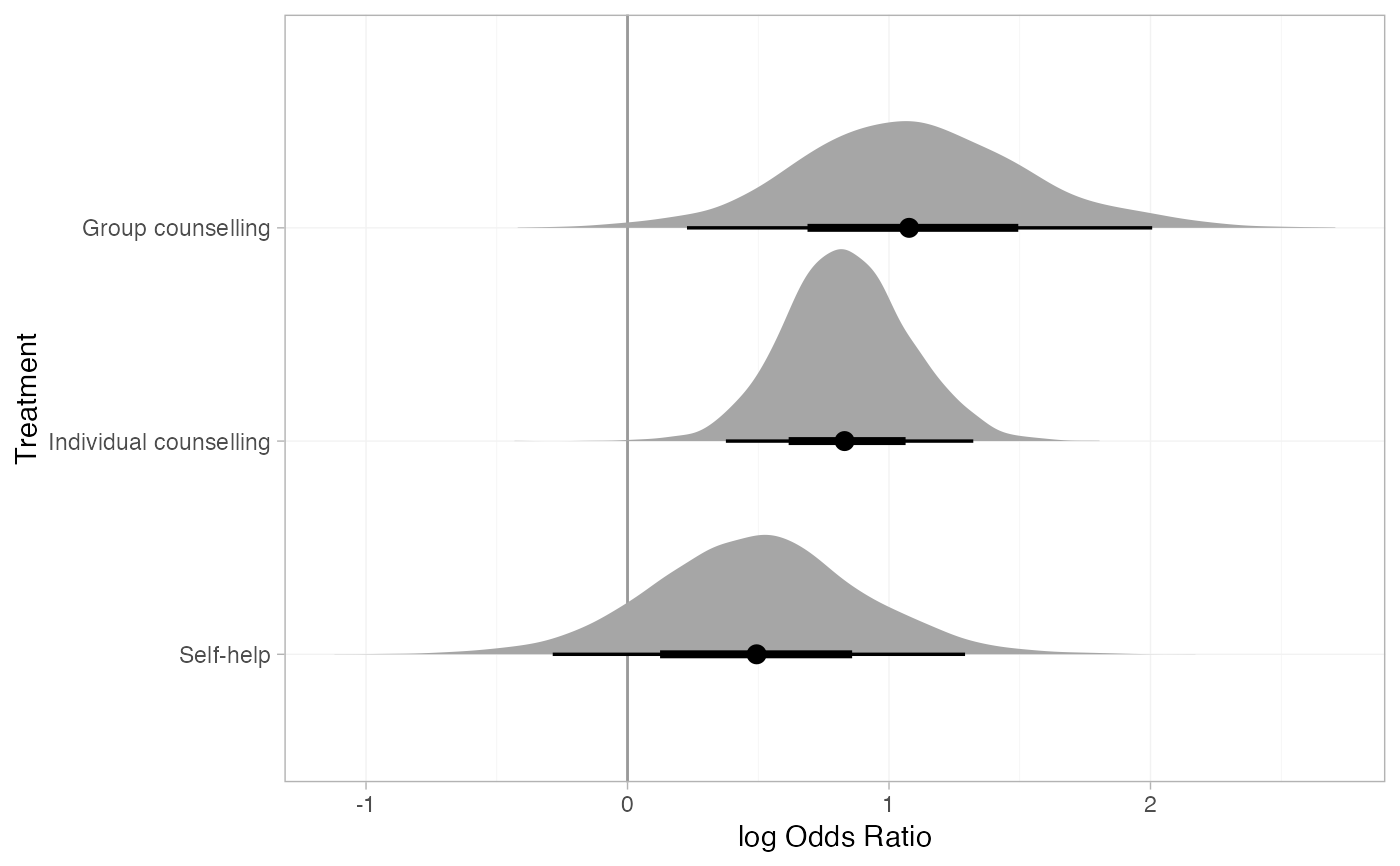 Treatment
Group counselling
Individual counselling
Self-help
-1 0 1 2
log Odds Ratio